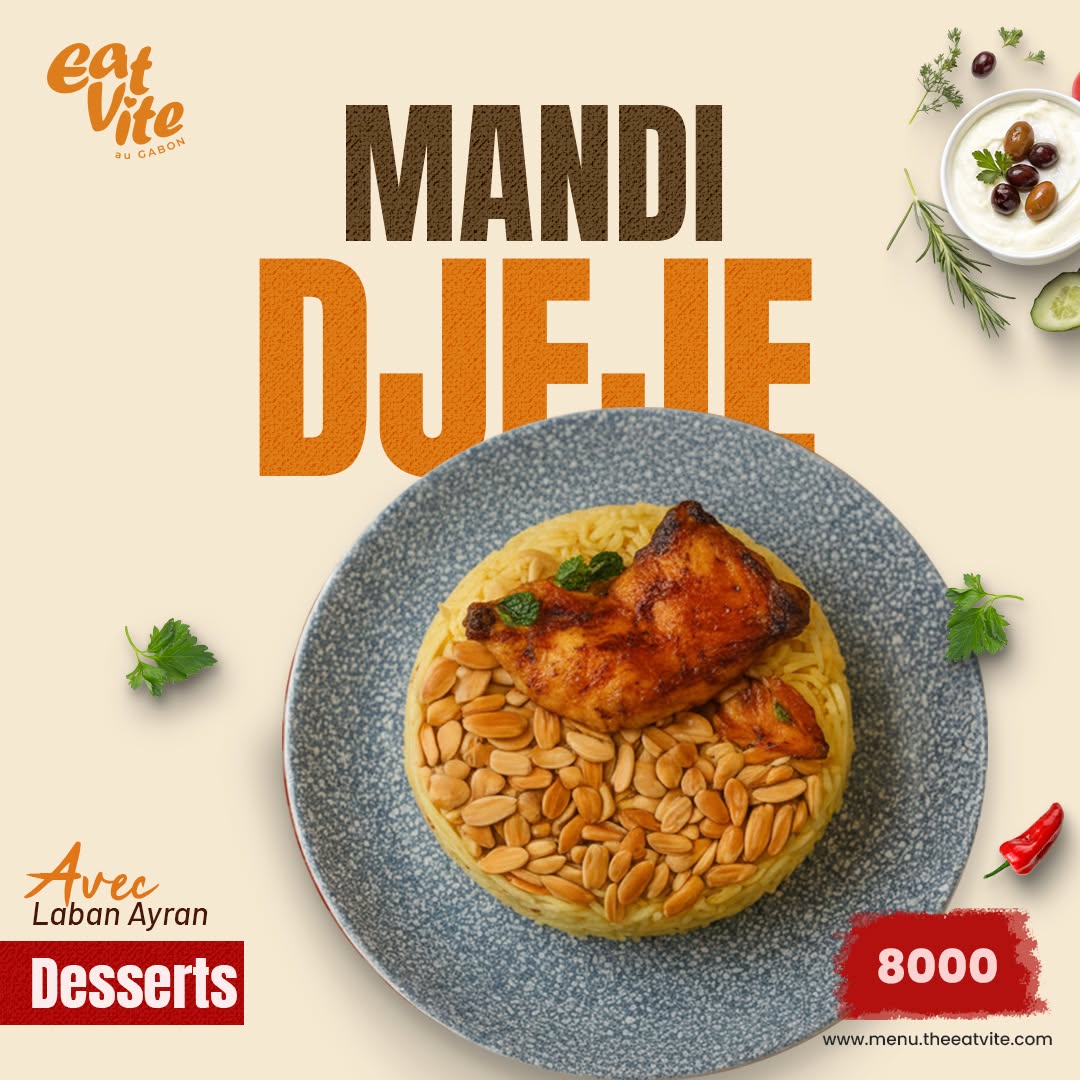 eat
Vite
au GABON
MANDI
DJEJE
Avec
Laban Ayran
Desserts
8000
www.menu.theeatvite.com